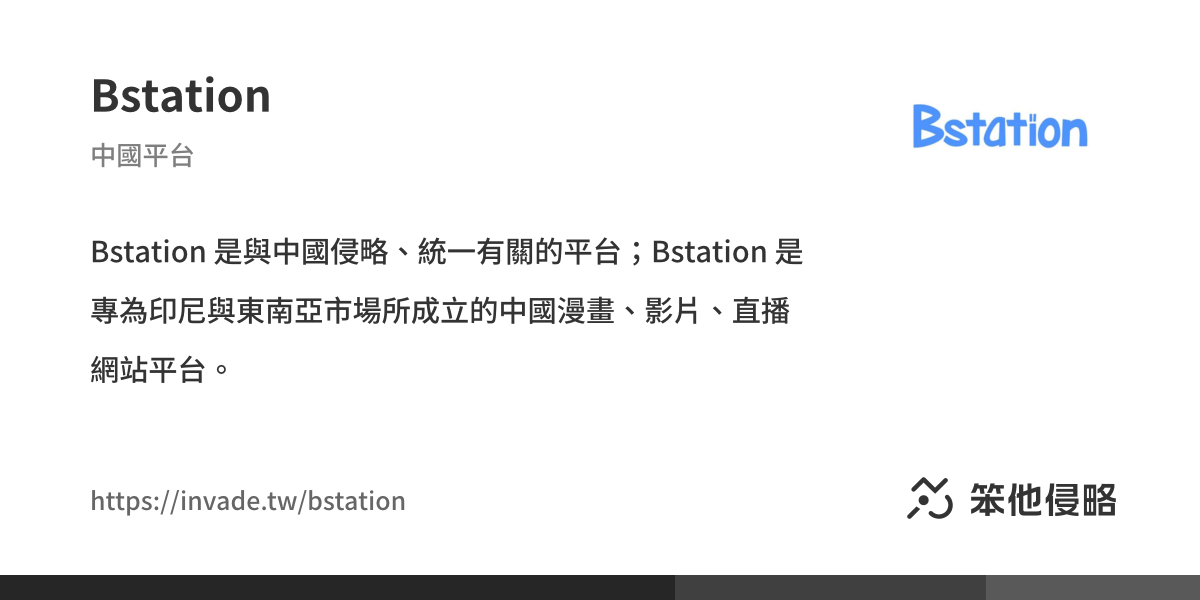 Bstation
中國平台
Bstation
Bstation 是與中國侵略、統一有關的平台；Bstation 是
專為印尼與東南亞市場所成立的中國漫畫、影片、直播
網站平台。
https://invade.tw/bstation
笨他侵略